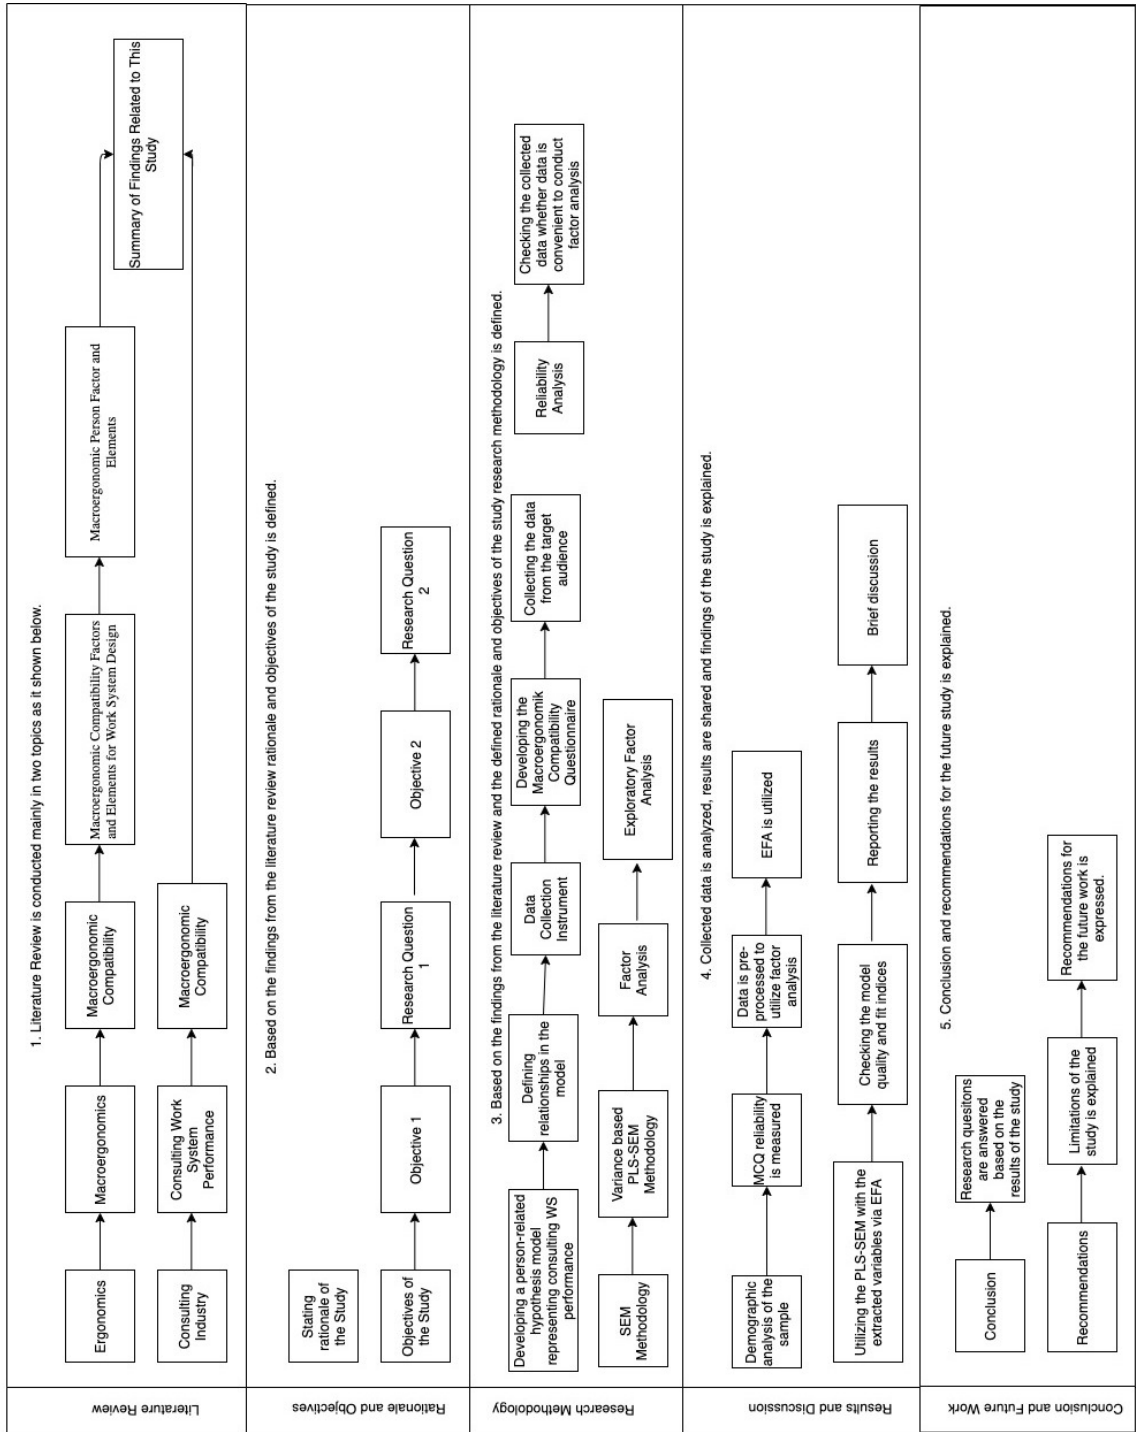 Literature Review
1. Literature Review is conducted mainly in two topics as it shown below.
Ergonomics
Macroergonomics
Macroergonomic
Compatibility
Macroergonomic Compatibility Factors
and Elements for Work System Design
Macroergonomic Person Factor and
Elements
Summary of Findings Related to This
Study
Consulting
Industry
Consulting Work
System
Performance
Macroergonomic
Compatibility
Rationale and Objectives
2. Based on the findings from the literature review rationale and objectives of the study is defined.
Stating
rationale of
the Study
Objectives of
the Study
Objective 1
Research Question
1
Objective 2
Research Question
2
Research Methodology
3. Based on the findings from the literature review and the defined rationale and objectives of the study research methodology is defined.
Developing a person-related
hypothesis model
representing consulting WS
performance
Defining
relationships in the
model
Data
Collection
Instrument
Developing the
Macroergonomik
Compatibility
Questionnaire
Collecting the data
from the target
audience
Reliability
Analysis
Checking the collected
data whether data is
convenient to conduct
factor analysis
SEM
Methodology
Variance based
PLS-SEM
Methodology
Factor
Analysis
Exploratory Factor
Analysis
Results and Discussion
4. Collected data is analyzed, results are shared and findings of the study is explained.
Demographic
analysis of the
sample
MCQ reliability
is measured
Data is pre-
processed to
utilize factor
analysis
EFA is utilized
Utilizing the PLS-SEM with the
extracted variables via EFA
Checking the model
quality and fit indices
Reporting the results
Brief discussion
Conclusion and Future Work
5. Conclusion and recommendations for the future study is explained.
Conclusion
Research quesitons
are answered
based on the
results of the study
Recommendations
Limitations of the
study is explained
Recommendations for
the future work is
expressed.